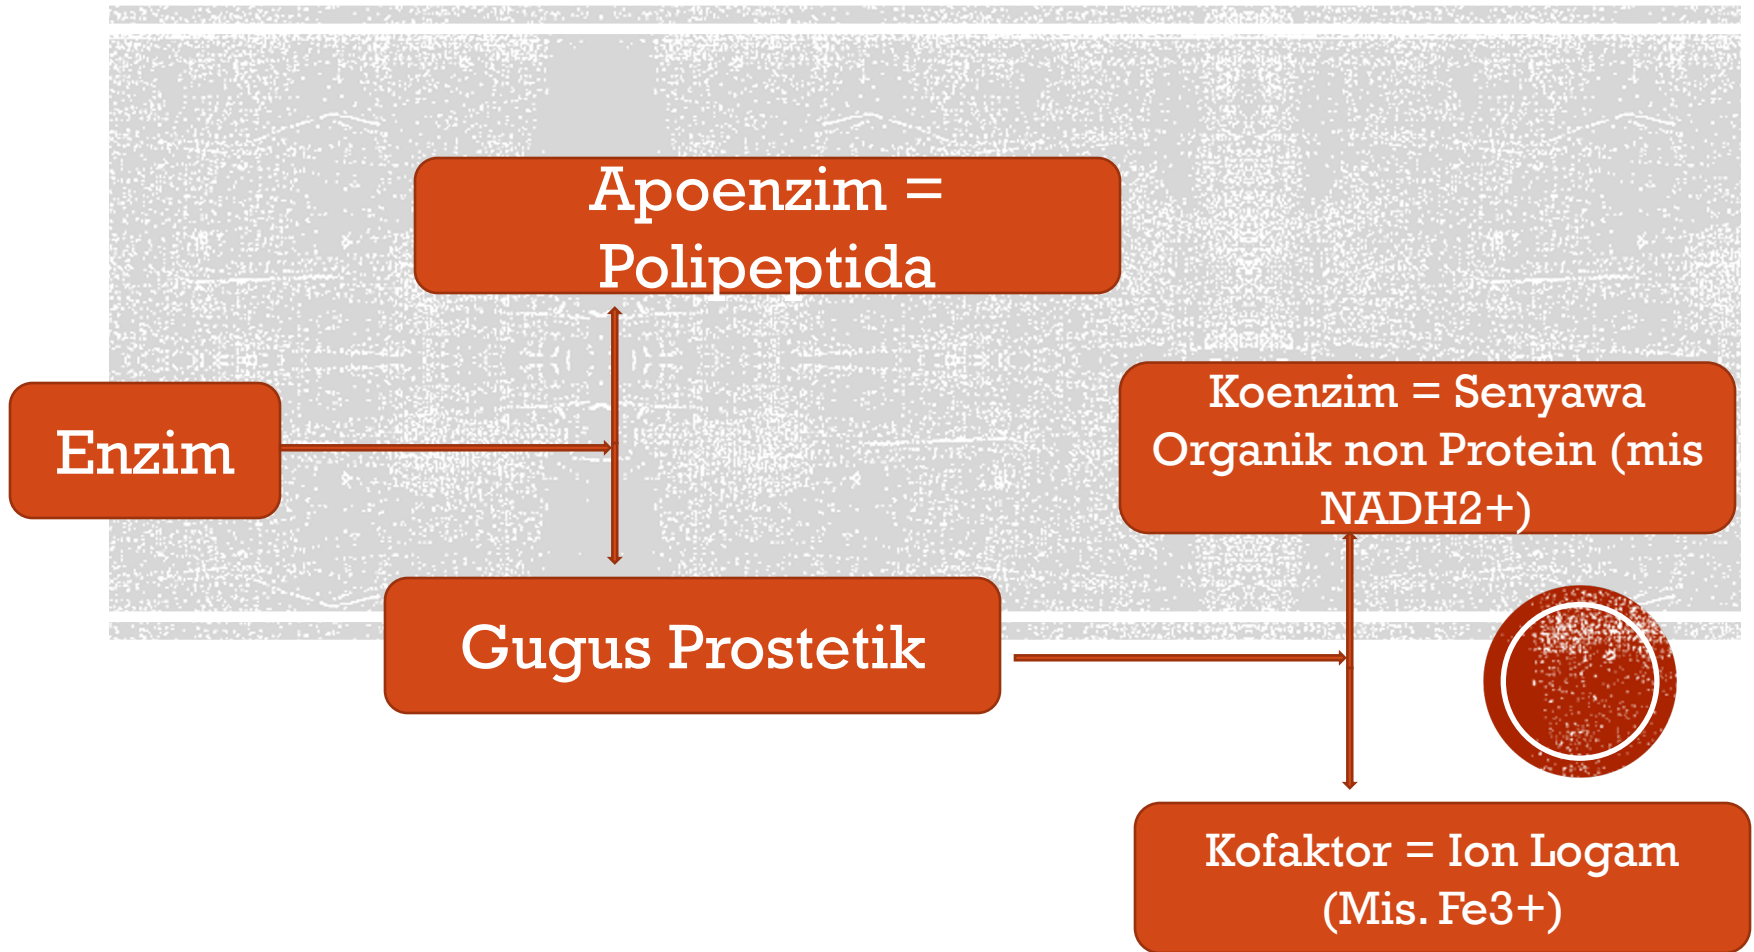 Apoenzim =
Polipeptida
Enzim
Koenzim = Senyawa
Organik non Protein (mis
NADH2+)
Gugus Prostetik
Kofaktor = Ion Logam
(Mis. Fe3+)